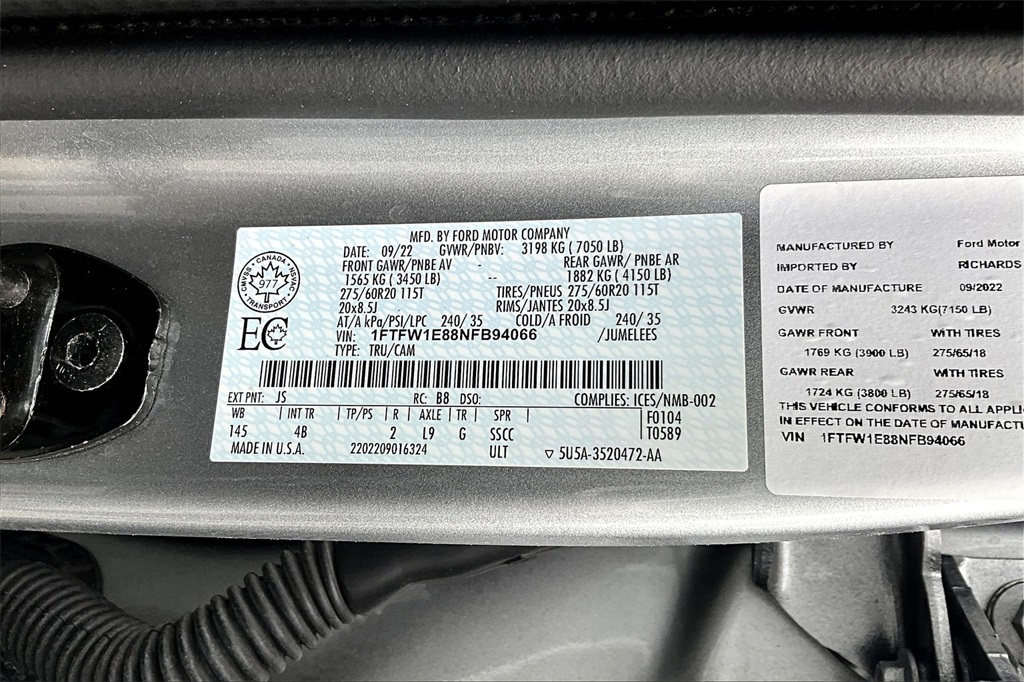 MFD. BY FORD MOTOR COMPANY
DATE: 09/22 GVWR/PNBV: 3198 KG ( 7050 LB)
FRONT GAWR/PNBE AV - REAR GAWR/ PNBE AR
1565 KG ( 3450 LB) -- 1882 KG ( 4150 LB)
275/60R20 115T TIRES/PNEUS 275/60R20 115T
20x8.5J RIMS/JANTES 20x8.5J
AT/A kPa/PSI/LPC 240/ 35 COLD/A FROID 240/ 35
VIN: 1FTFW1E88NFB94066 /JUMELEES
TYPE: TRU/CAM
CMVSS · CANADA · NSVAC
977
TRANSPORT
EC
EXT PNT: JS RC: B8 DSO: COMPLIES: ICES/NMB-002
WB INT TR TP/PS R AXLE TR SPR F0104
145 4B 2 L9 G SSCC T0589
MADE IN U.S.A. 2202209016324 ULT ▽ 5U5A-3520472-AA
MANUFACTURED BY Ford Motor
IMPORTED BY RICHARDS
DATE OF MANUFACTURE 09/2022
GVWR 3243 KG(7150 LB)
GAWR FRONT WITH TIRES
1769 KG (3900 LB) 275/65/18
GAWR REAR WITH TIRES
1724 KG (3800 LB) 275/65/18
THIS VEHICLE CONFORMS TO ALL APPLI
IN EFFECT ON THE DATE OF MANUFACTU
VIN 1FTFW1E88NFB94066